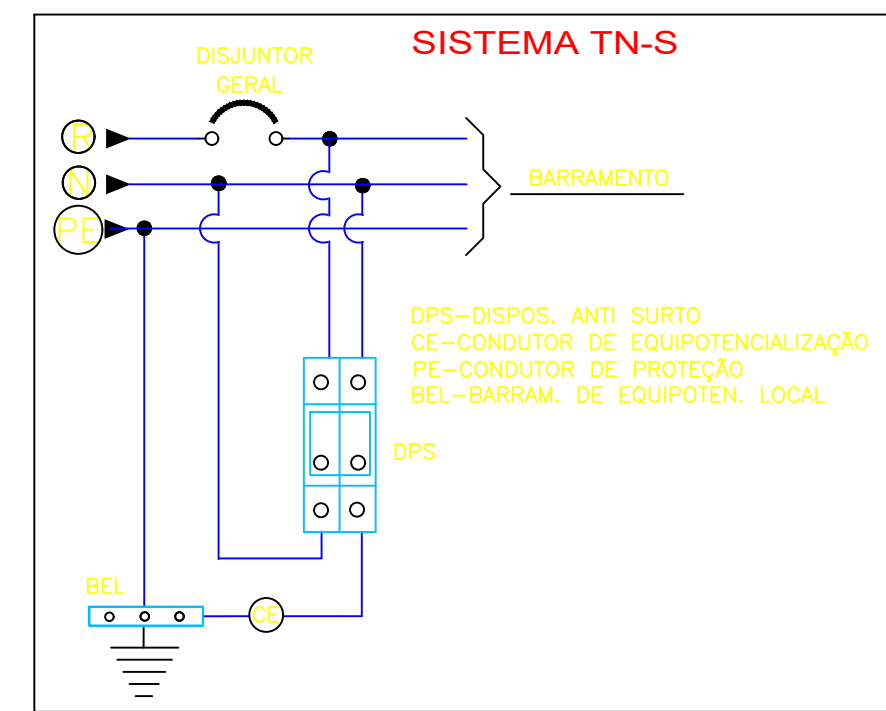 SISTEMA TN-S
DISJUNTOR
GERAL
R
N
PE
BARRAMENTO
DPS-DISPOS. ANTI SURTO
CE-CONDUTOR DE EQUIPOTENCIALIZAÇÃO
PE-CONDUTOR DE PROTEÇÃO
BEL-BARRAM. DE EQUIPOTEN. LOCAL
DPS
BEL
CE